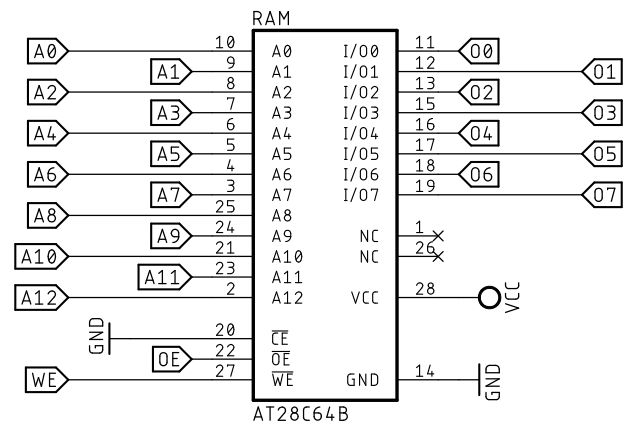 RAM
A0 10 A0 I/O0 11 O0
A1 9 A1 I/O1 12 O1
A2 8 A2 I/O2 13 O2
A3 7 A3 I/O3 15 O3
A4 6 A4 I/O4 16 O4
A5 5 A5 I/O5 17 O5
A6 4 A6 I/O6 18 O6
A7 3 A7 I/O7 19 O7
A8 25 A8
A9 24 A9 NC 1
A10 21 A10 NC 26
A11 23 A11
A12 2 A12 VCC 28 VCC
GND 20 CE
OE 22 OE
WE 27 WE GND 14 GND
AT28C64B